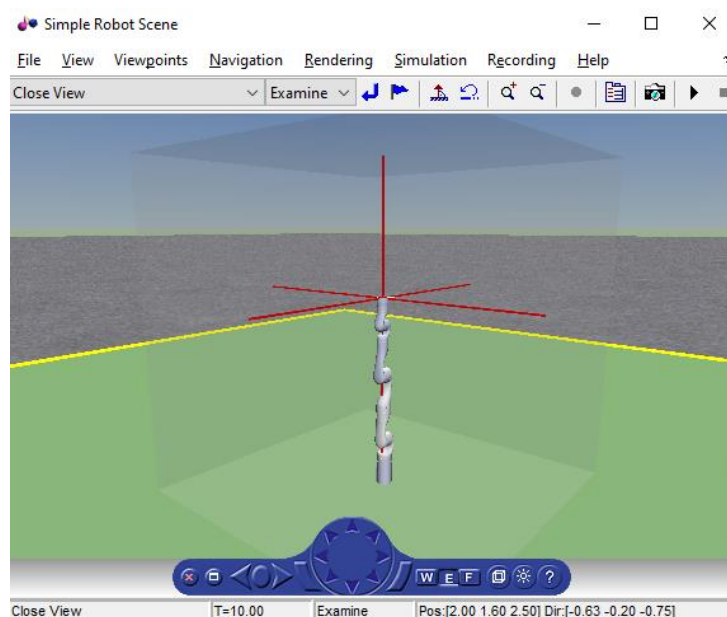 Simple Robot Scene
File View Viewpoints Navigation Rendering Simulation Recording Help
Close View Examine
W E F ?
Close View T=10.00 Examine Pos:[2.00 1.60 2.50] Dir:[-0.63 -0.20 -0.75]